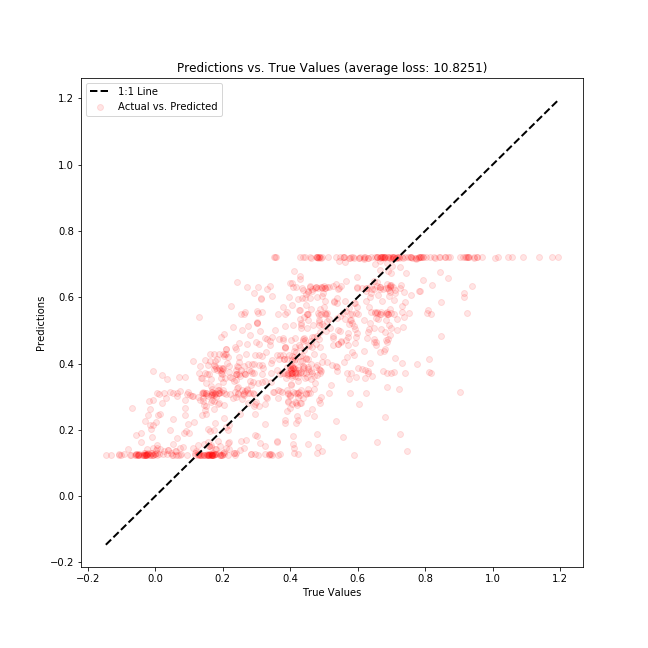 Predictions vs. True Values (average loss: 10.8251)
1:1 Line
Actual vs. Predicted
1.2
1.0
0.8
0.6
0.4
0.2
0.0
−0.2
Predictions
−0.2 0.0 0.2 0.4 0.6 0.8 1.0 1.2
True Values